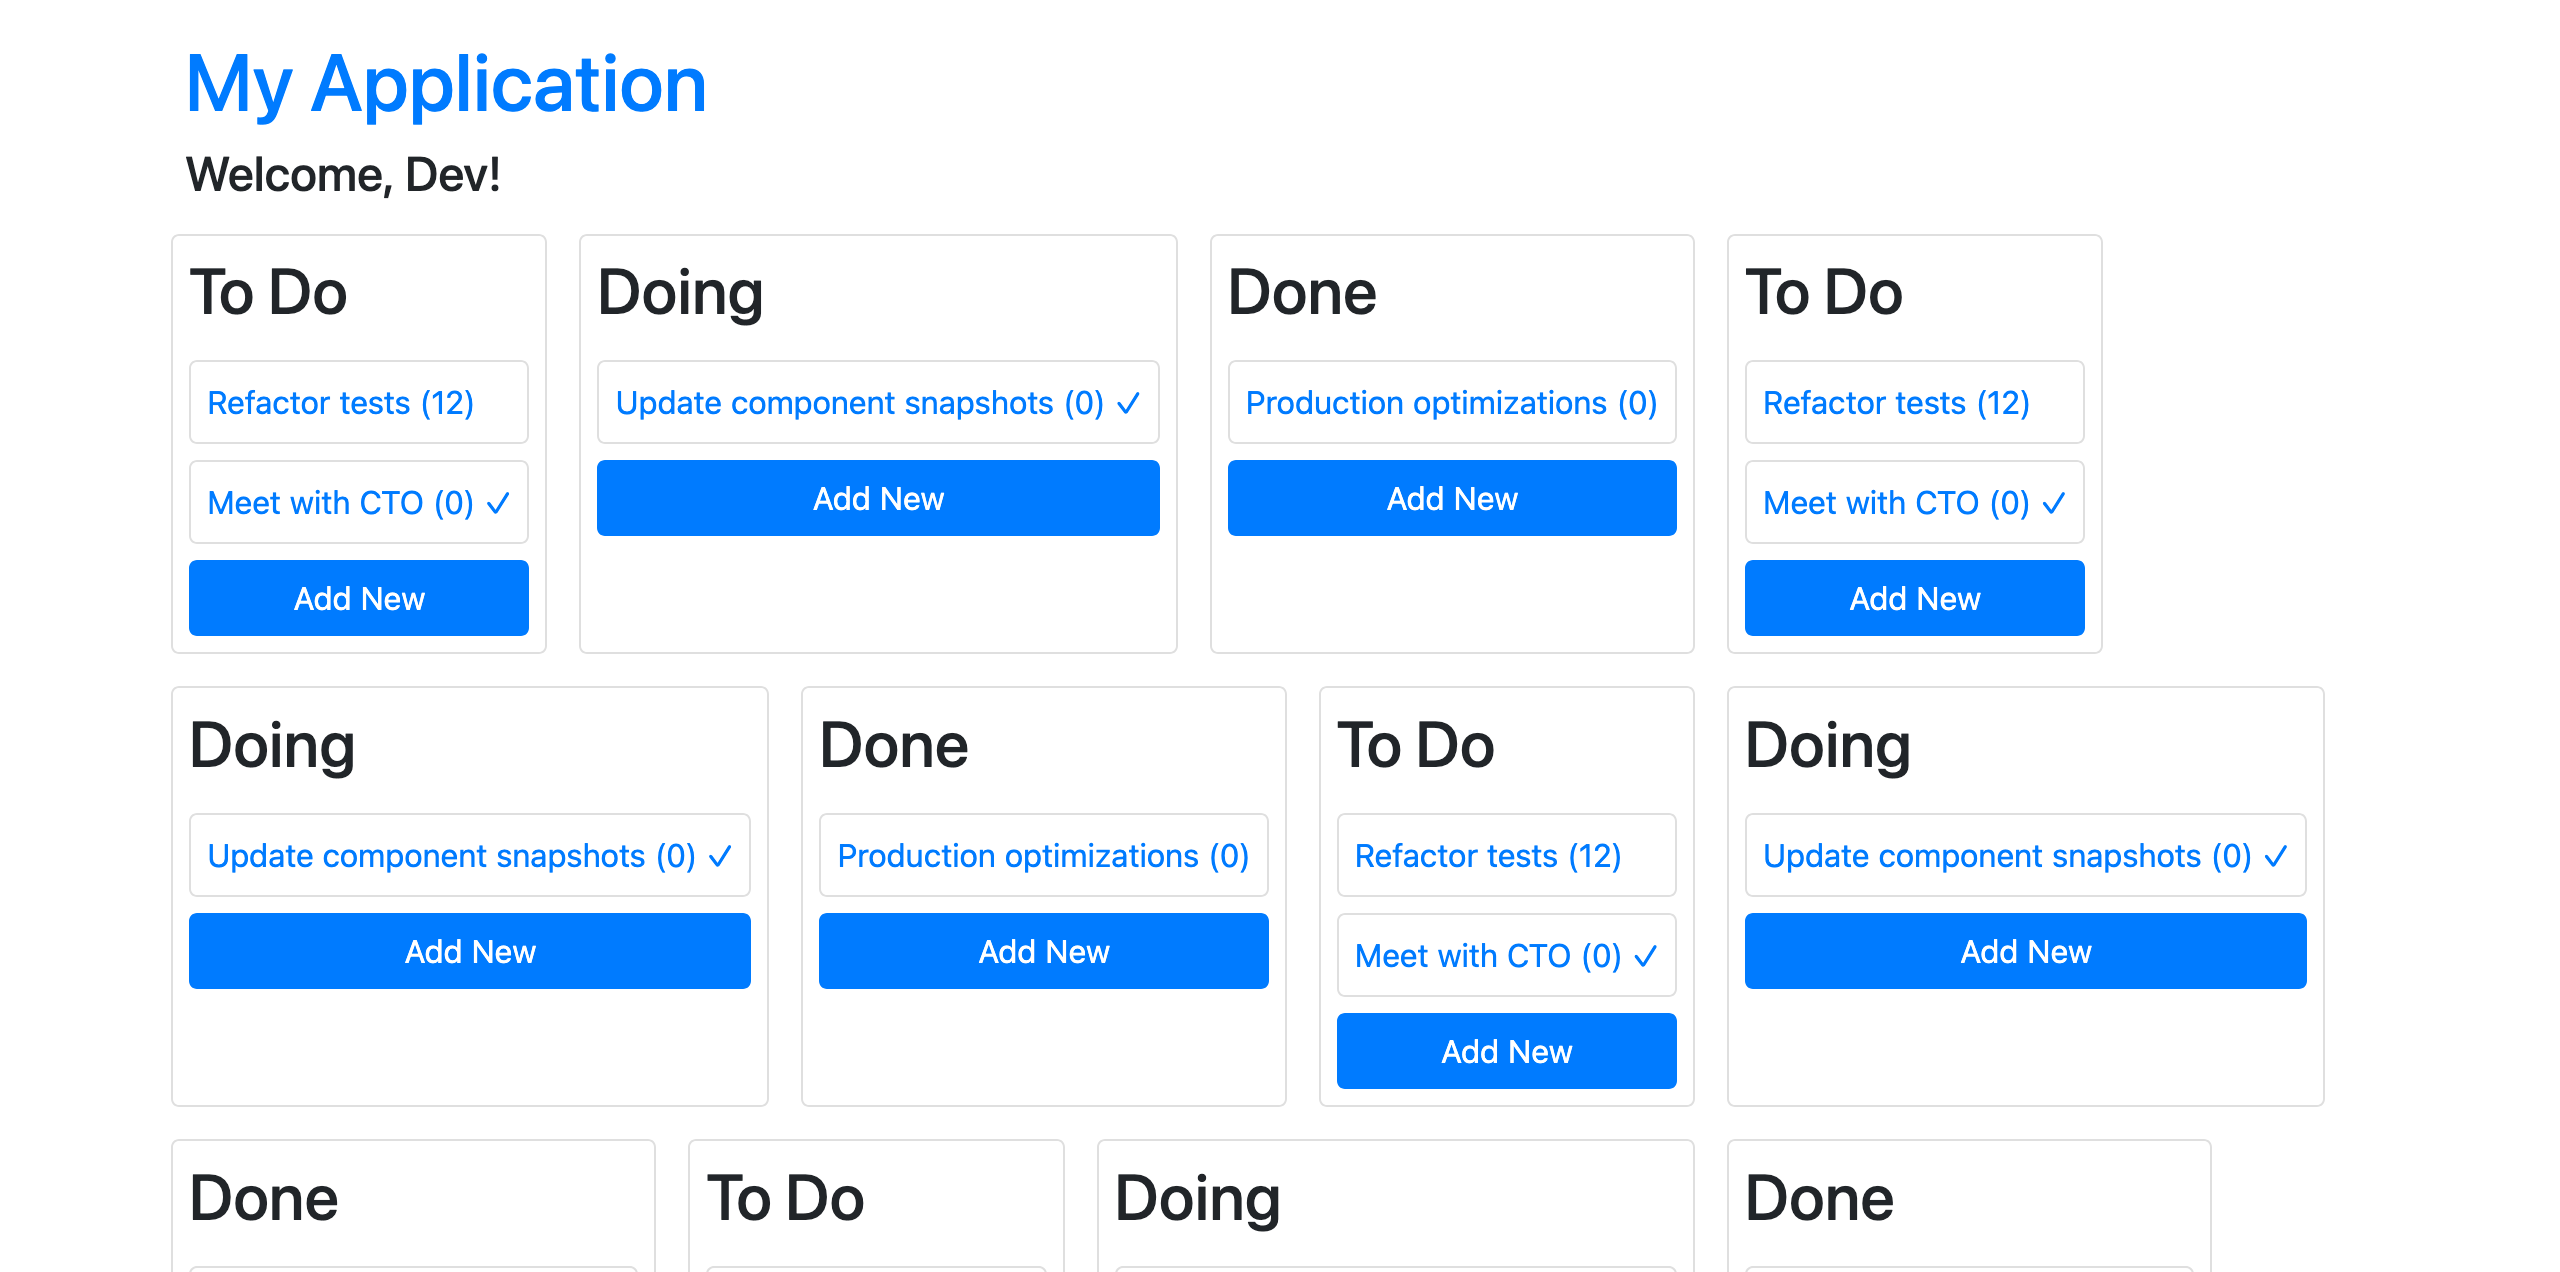 My Application
Welcome, Dev!
To Do
Refactor tests (12)
Meet with CTO (0) ✓
Add New
Doing
Update component snapshots (0) ✓
Add New
Done
Production optimizations (0)
Add New
To Do
Refactor tests (12)
Meet with CTO (0) ✓
Add New
Doing
Update component snapshots (0) ✓
Add New
Done
Production optimizations (0)
Add New
To Do
Refactor tests (12)
Meet with CTO (0) ✓
Add New
Doing
Update component snapshots (0) ✓
Add New
Done
To Do
Doing
Done